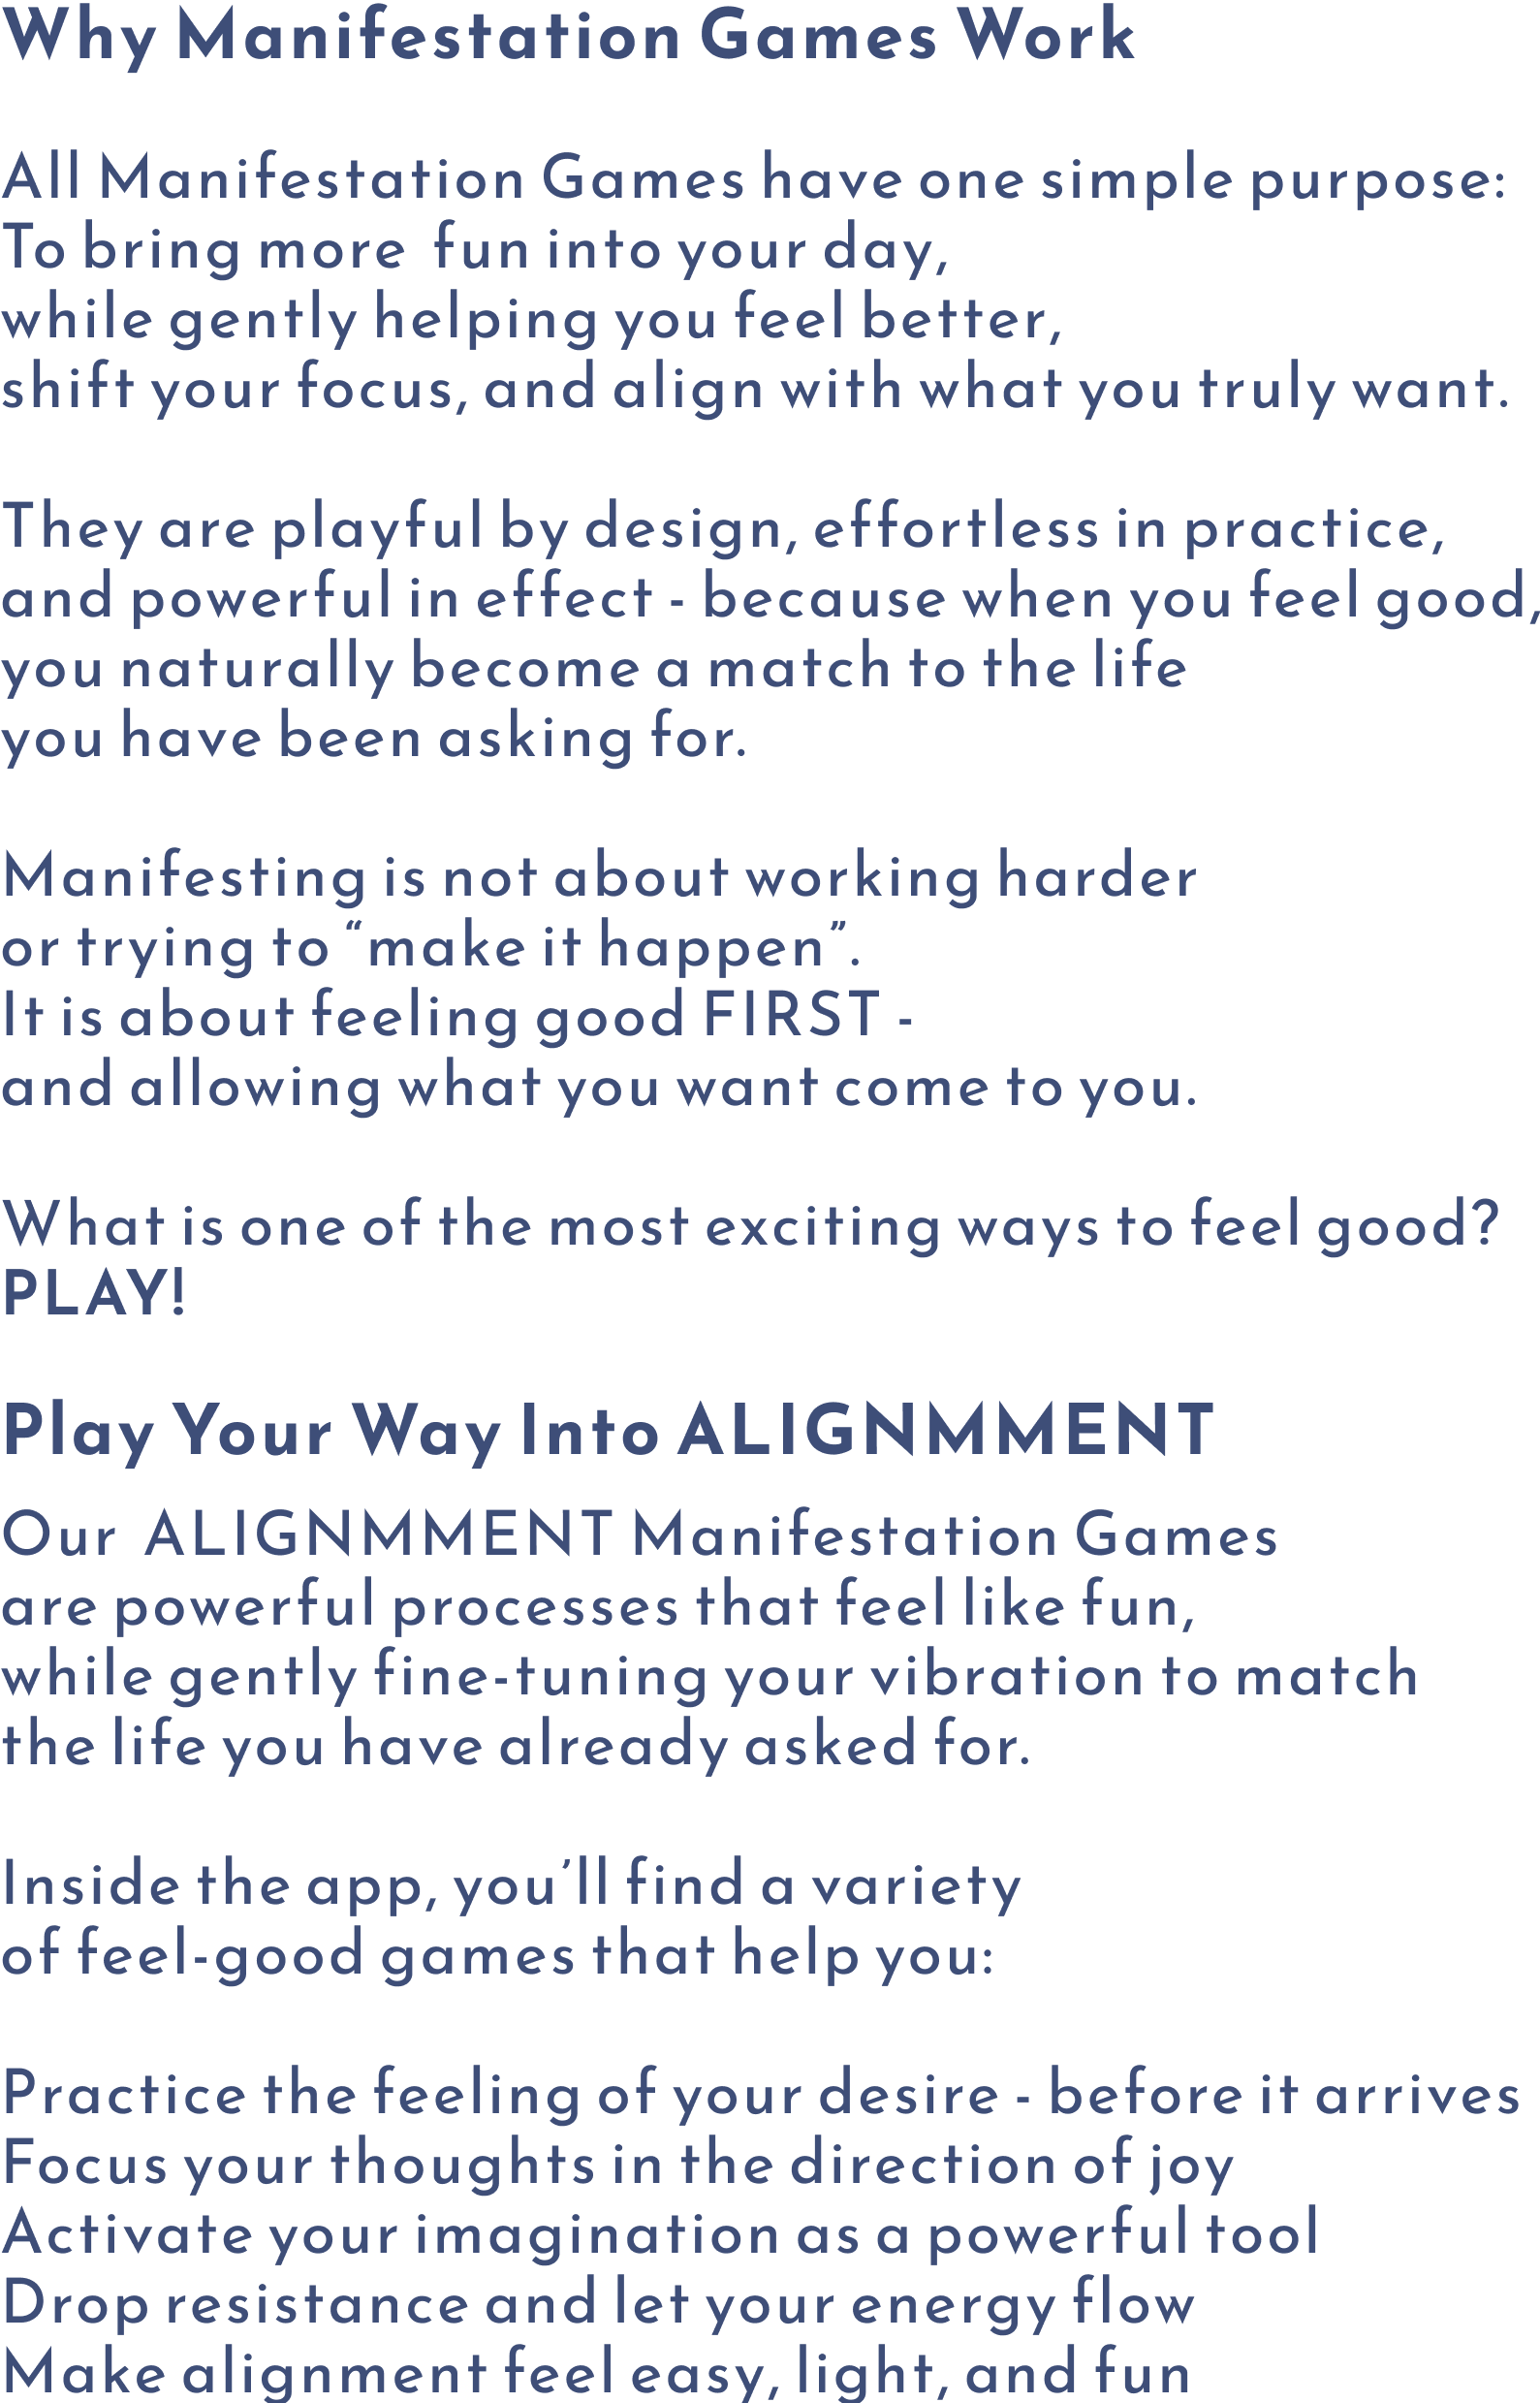 Why Manifestation Games Work
All Manifestation Games have one simple purpose:
To bring more fun into your day,
while gently helping you feel better,
shift your focus, and align with what you truly want.
They are playful by design, effortless in practice,
and powerful in effect - because when you feel good,
you naturally become a match to the life
you have been asking for.
Manifesting is not about working harder
or trying to “make it happen”.
It is about feeling good FIRST -
and allowing what you want come to you.
What is one of the most exciting ways to feel good?
PLAY!
Play Your Way Into ALIGNMMENT
Our ALIGNMMENT Manifestation Games
are powerful processes that feel like fun,
while gently fine-tuning your vibration to match
the life you have already asked for.
Inside the app, you’ll find a variety
of feel-good games that help you:
Practice the feeling of your desire - before it arrives
Focus your thoughts in the direction of joy
Activate your imagination as a powerful tool
Drop resistance and let your energy flow
Make alignment feel easy, light, and fun